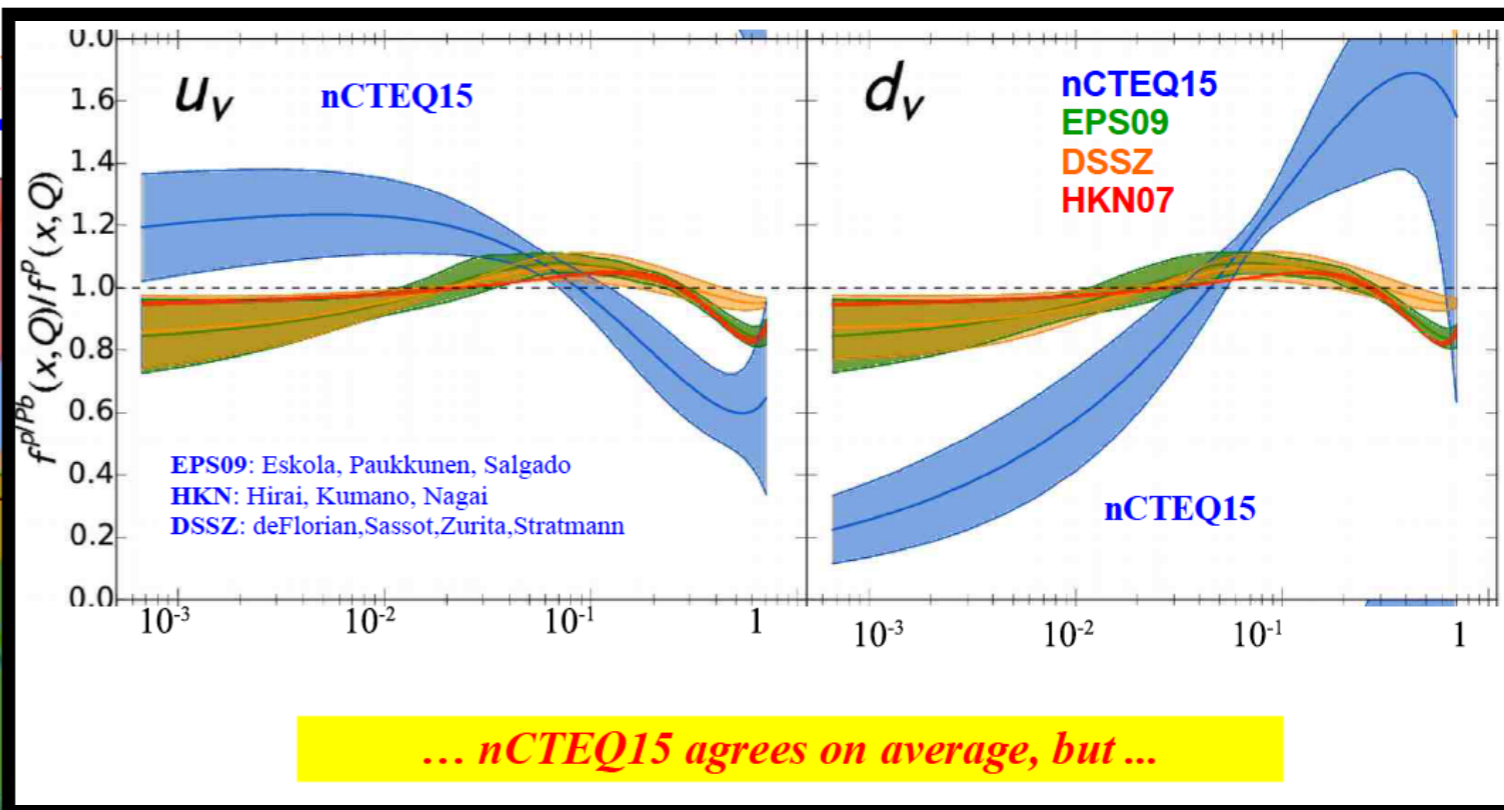 u_v
nCTEQ15
d_v
nCTEQ15
EPS09
DSSZ
HKN07
f^{p/Pb}(x,Q)/f^p(x,Q)
0.0
1.6
1.4
1.2
1.0
0.8
0.6
0.4
0.2
0.0
EPS09: Eskola, Paukkunen, Salgado
HKN: Hirai, Kumano, Nagai
DSSZ: deFlorian,Sassot,Zurita,Stratmann
nCTEQ15
10^{-3} 10^{-2} 10^{-1} 1
10^{-3} 10^{-2} 10^{-1} 1
... nCTEQ15 agrees on average, but ...